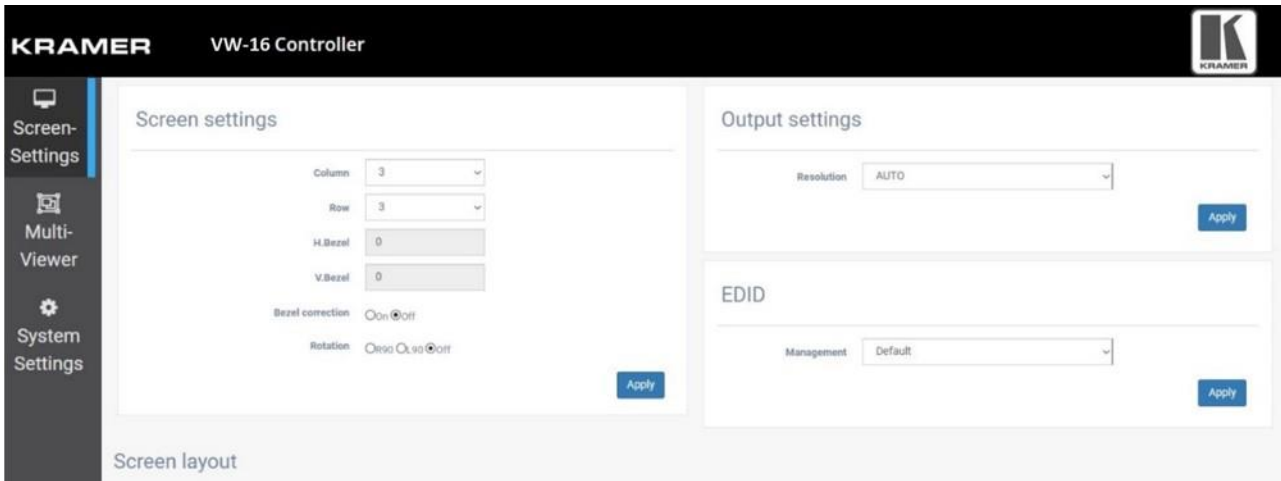 KRAMER
VW-16 Controller
KRAMER
Screen-
Settings
Multi-
Viewer
System
Settings
Screen settings
Column 3
Row 3
H.Bezel 0
V.Bezel 0
Bezel correction On Off
Rotation R90 L90 Off
Apply
Output settings
Resolution AUTO
Apply
EDID
Management Default
Apply
Screen layout